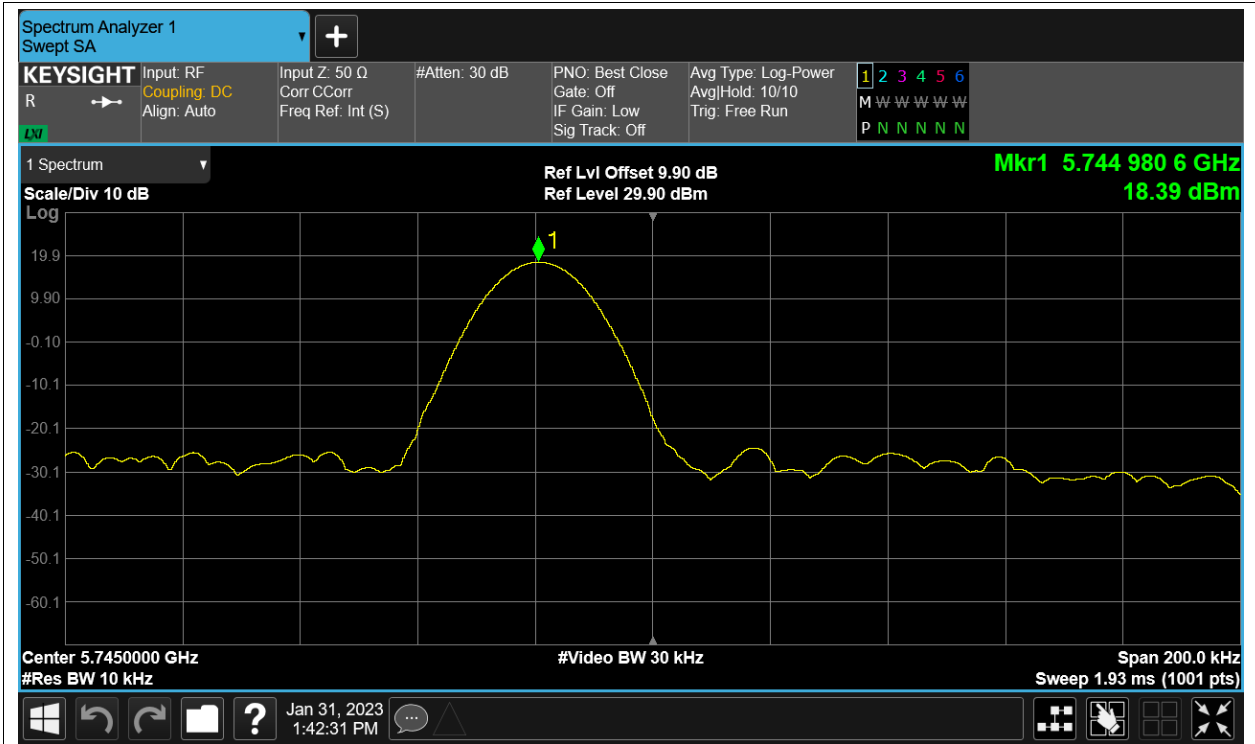 Spectrum Analyzer 1
Swept SA
KEYSIGHT
R
LXI
Input: RF
Coupling: DC
Align: Auto
Input Z: 50 Ω
Corr CCorr
Freq Ref: Int (S)
#Atten: 30 dB
PNO: Best Close
Gate: Off
IF Gain: Low
Sig Track: Off
Avg Type: Log-Power
Avg|Hold: 10/10
Trig: Free Run
1 2 3 4 5 6
M W W W W W W
P N N N N N N
1 Spectrum
Scale/Div 10 dB
Log
Ref Lvl Offset 9.90 dB
Ref Level 29.90 dBm
Mkr1 5.744 980 6 GHz
18.39 dBm
1
19.9
9.90
-0.10
-10.1
-20.1
-30.1
-40.1
-50.1
-60.1
Center 5.7450000 GHz
#Res BW 10 kHz
#Video BW 30 kHz
Span 200.0 kHz
Sweep 1.93 ms (1001 pts)
?
Jan 31, 2023
1:42:31 PM